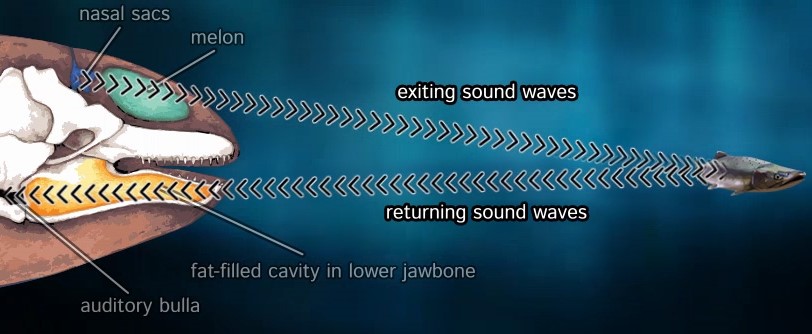 nasal sacs
melon
exiting sound waves
returning sound waves
fat-filled cavity in lower jawbone
auditory bulla